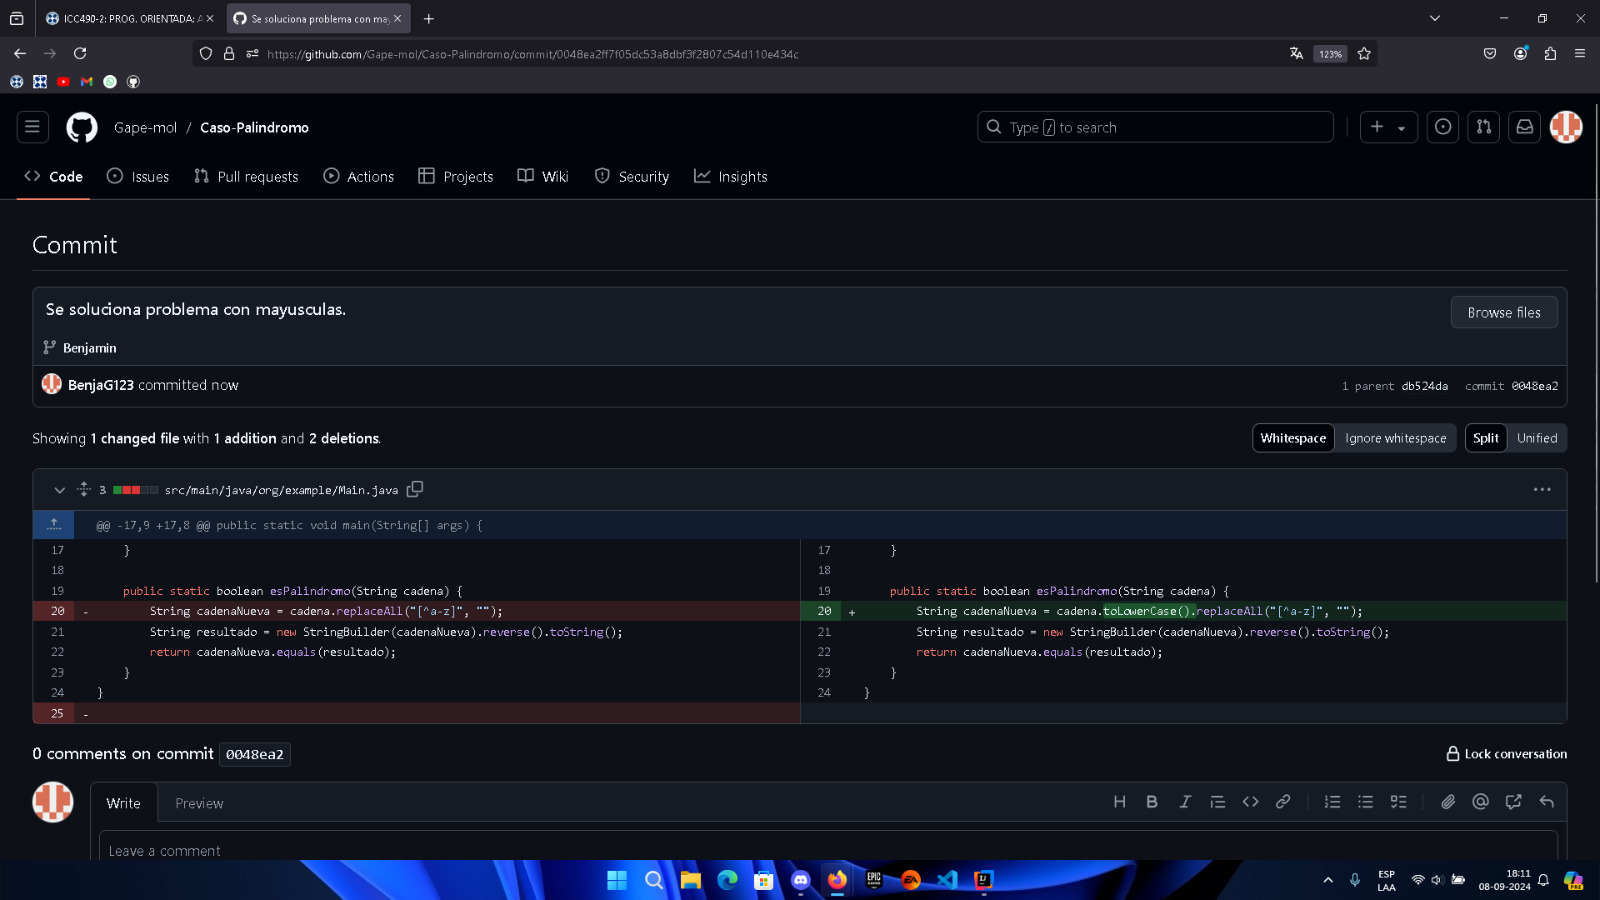 ICC490-2: PROG. ORIENTADA: A
Se soluciona problema con may
https://github.com/Gape-mol/Caso-Palindromo/commit/0048ea2ff7f05dc53a8dbf3f2807c54d110e434c
123%
Gape-mol / Caso-Palindromo
Type / to search
Code
Issues
Pull requests
Actions
Projects
Wiki
Security
Insights
Commit
Se soluciona problema con mayusculas.
Browse files
Benjamin
BenjaG123 committed now
1 parent db524da commit 0048ea2
Showing 1 changed file with 1 addition and 2 deletions.
Whitespace Ignore whitespace
Split Unified
3 src/main/java/org/example/Main.java
@@ -17,9 +17,8 @@ public static void main(String[] args) {
17 }
18
19 public static boolean esPalindromo(String cadena) {
20 - String cadenaNueva = cadena.replaceAll("[^a-z]", "");
21 String resultado = new StringBuilder(cadenaNueva).reverse().toString();
22 return cadenaNueva.equals(resultado);
23 }
24 }
25 -
17 }
18
19 public static boolean esPalindromo(String cadena) {
20 + String cadenaNueva = cadena.toLowerCase().replaceAll("[^a-z]", "");
21 String resultado = new StringBuilder(cadenaNueva).reverse().toString();
22 return cadenaNueva.equals(resultado);
23 }
24 }
0 comments on commit 0048ea2
Lock conversation
Write Preview
Leave a comment
EPIC
EA
ESP
LAA
18:11
08-09-2024
PRE